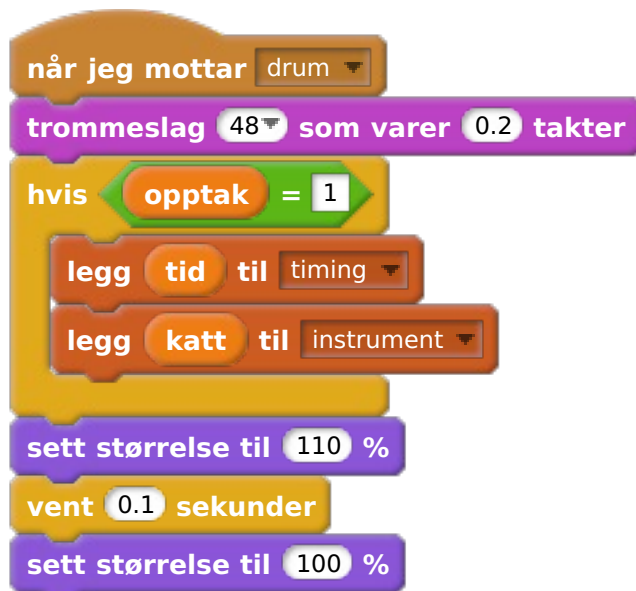 når jeg mottar drum
trommeslag 48 som varer 0.2 takter
hvis opptak = 1
legg tid til timing
legg katt til instrument
sett størrelse til 110 %
vent 0.1 sekunder
sett størrelse til 100 %